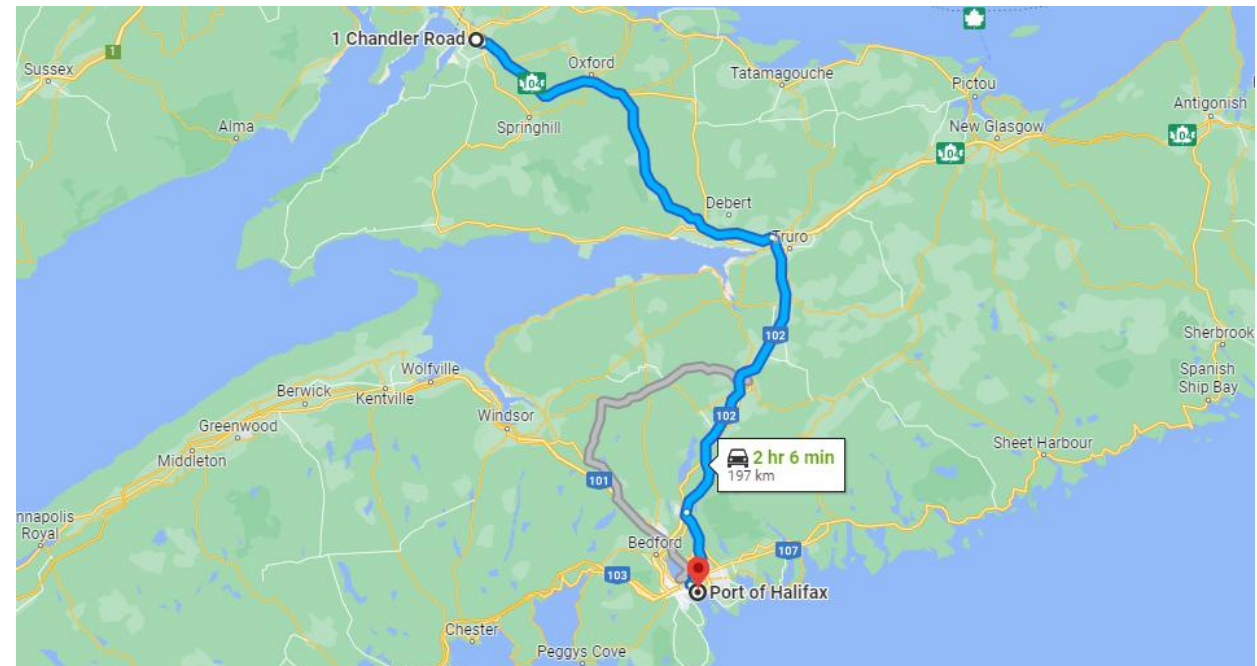 1 Chandler Road
1
Sussex
Oxford
104
Tatamagouche
Pictou
Antigonish
Alma
Springhill
New Glasgow
104
104
Debert
Truro
102
Sherbrook
Wolfville
Spanish
Ship Bay
Berwick
Kentville
Windsor
102
Greenwood
Sheet Harbour
Middleton
2 hr 6 min
197 km
101
nnapolis
Royal
Bedford
107
103
Port of Halifax
Chester
Peggys Cove